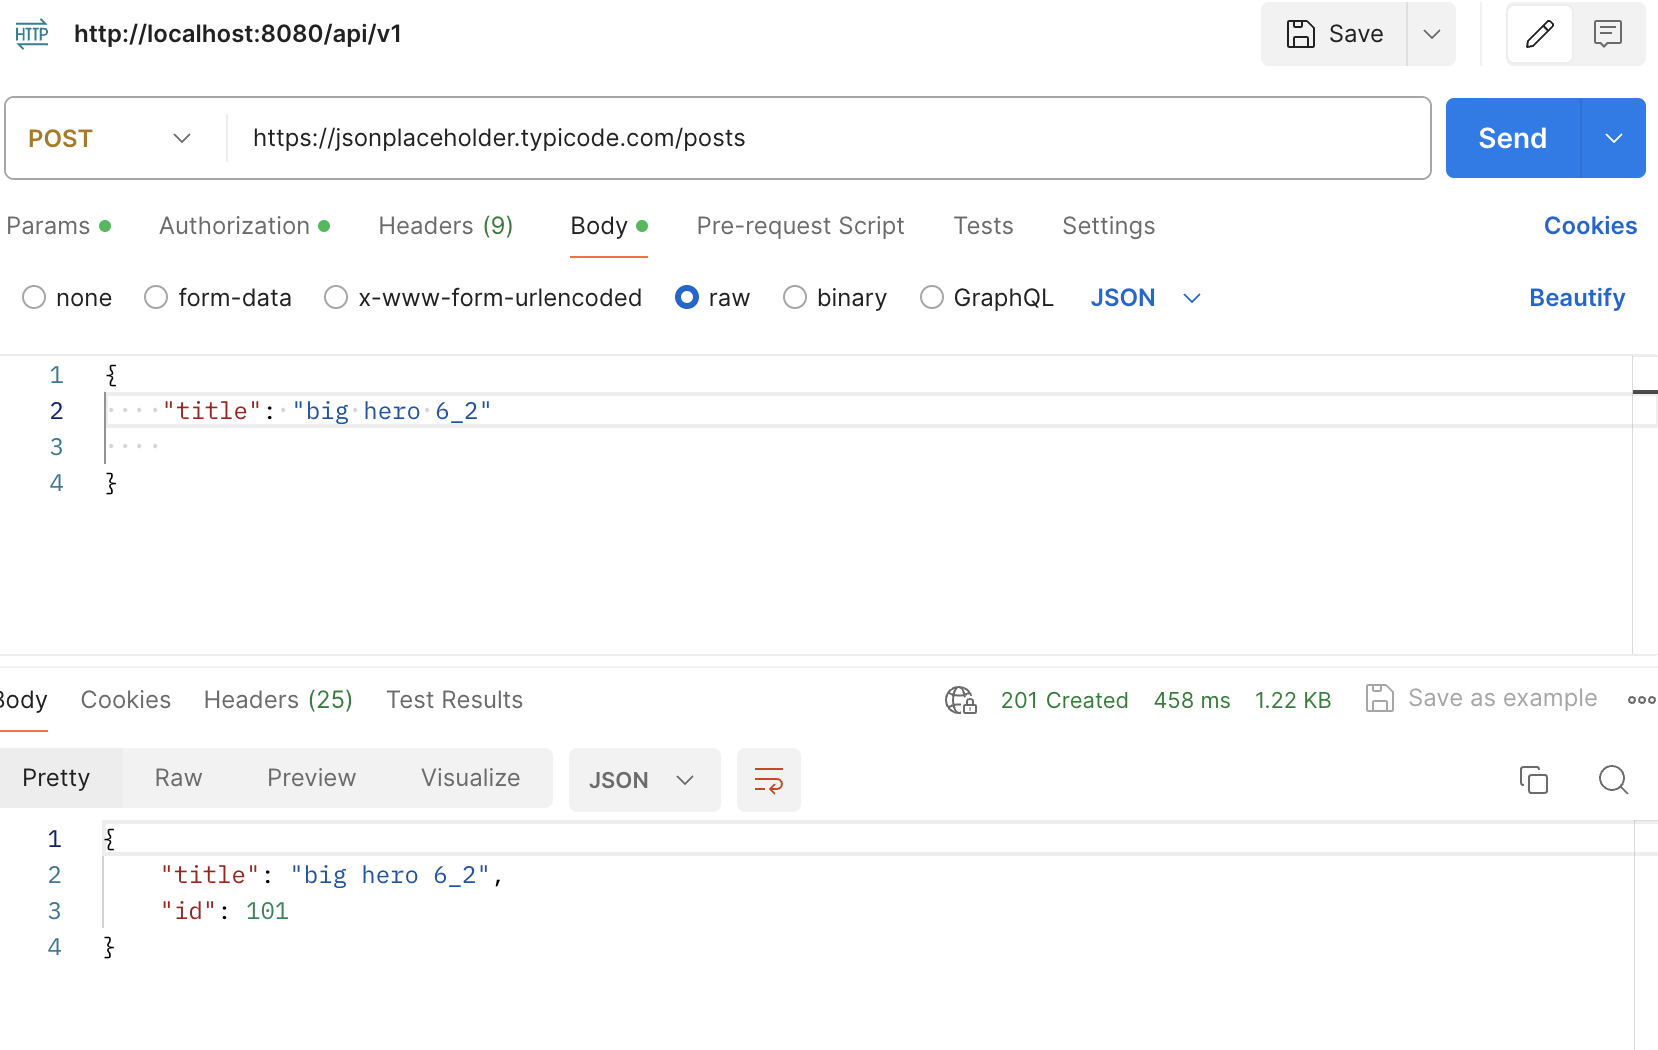 HTTP http://localhost:8080/api/v1 Save
POST https://jsonplaceholder.typicode.com/posts Send
Params Authorization Headers (9) Body Pre-request Script Tests Settings Cookies
none form-data x-www-form-urlencoded raw binary GraphQL JSON Beautify
1 {
2 "title": "big hero 6_2"
3
4 }
Body Cookies Headers (25) Test Results 201 Created 458 ms 1.22 KB Save as example
Pretty Raw Preview Visualize JSON
1 {
2 "title": "big hero 6_2",
3 "id": 101
4 }